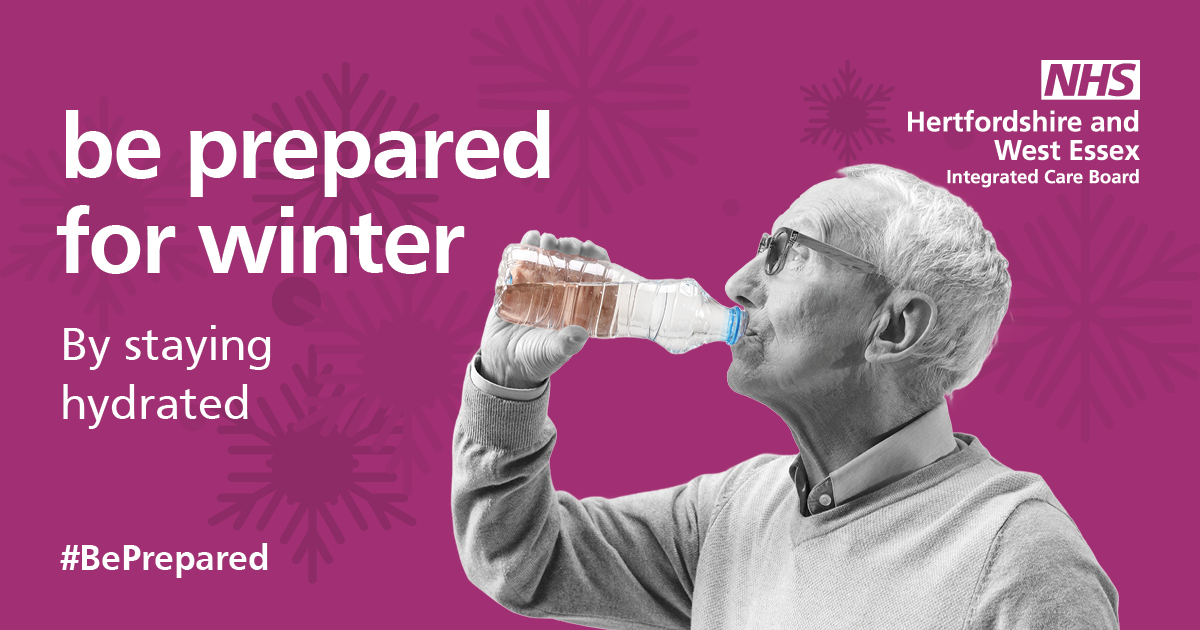 be prepared
for winter
By staying
hydrated
#BePrepared
NHS
Hertfordshire and
West Essex
Integrated Care Board